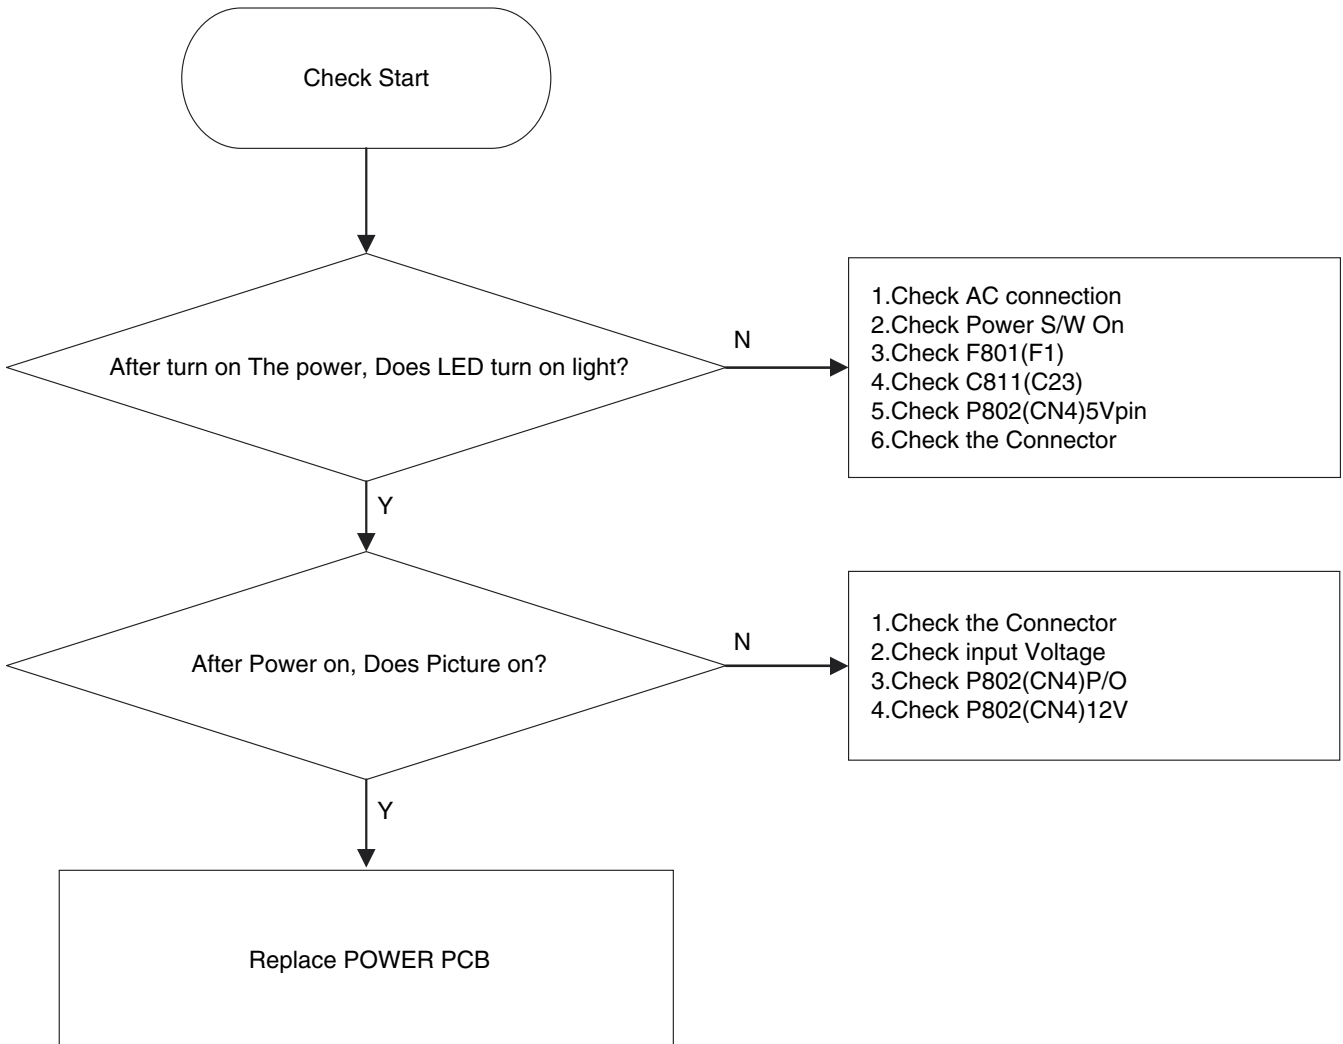 Check Start
After turn on The power, Does LED turn on light?
N
1.Check AC connection
2.Check Power S/W On
3.Check F801(F1)
4.Check C811(C23)
5.Check P802(CN4)5Vpin
6.Check the Connector
Y
After Power on, Does Picture on?
N
1.Check the Connector
2.Check input Voltage
3.Check P802(CN4)P/O
4.Check P802(CN4)12V
Y
Replace POWER PCB